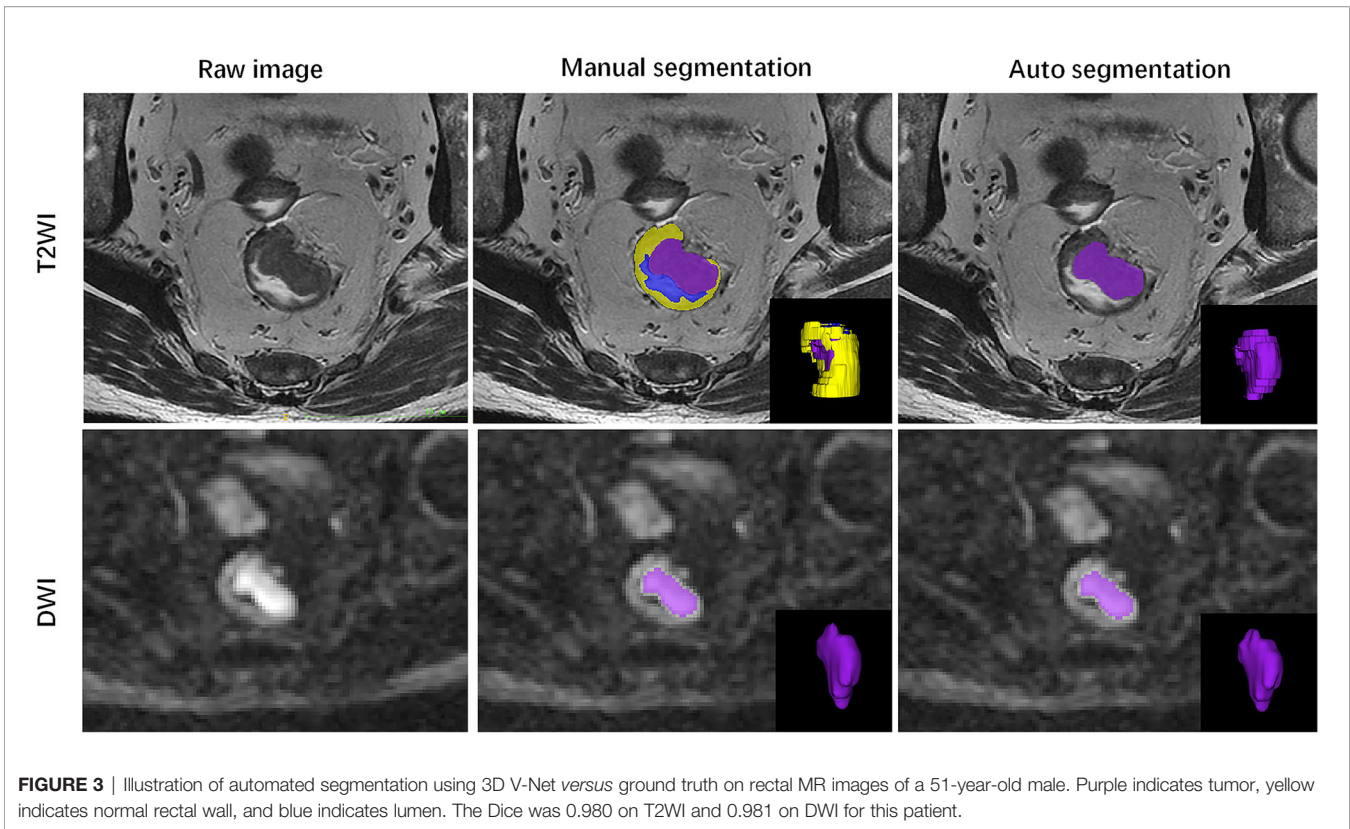 Raw image
Manual segmentation
Auto segmentation
T2WI
DWI
FIGURE 3 | Illustration of automated segmentation using 3D V-Net versus ground truth on rectal MR images of a 51-year-old male. Purple indicates tumor, yellow
indicates normal rectal wall, and blue indicates lumen. The Dice was 0.980 on T2WI and 0.981 on DWI for this patient.